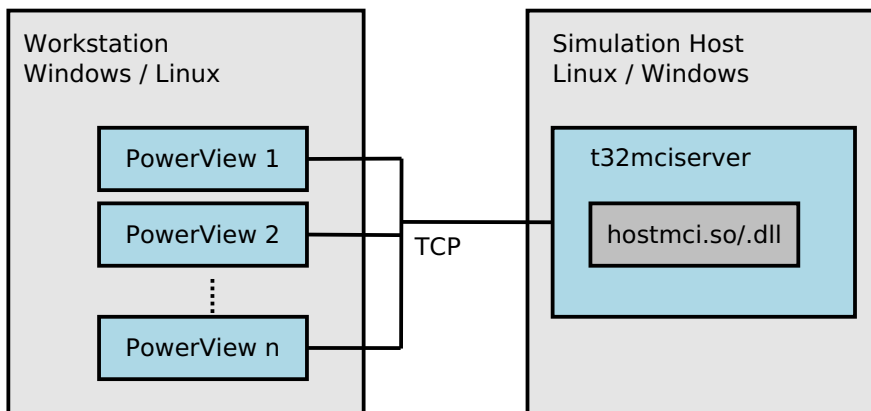 Workstation
Windows / Linux
PowerView 1
PowerView 2
PowerView n
TCP
Simulation Host
Linux / Windows
t32mciserver
hostmci.so/.dll